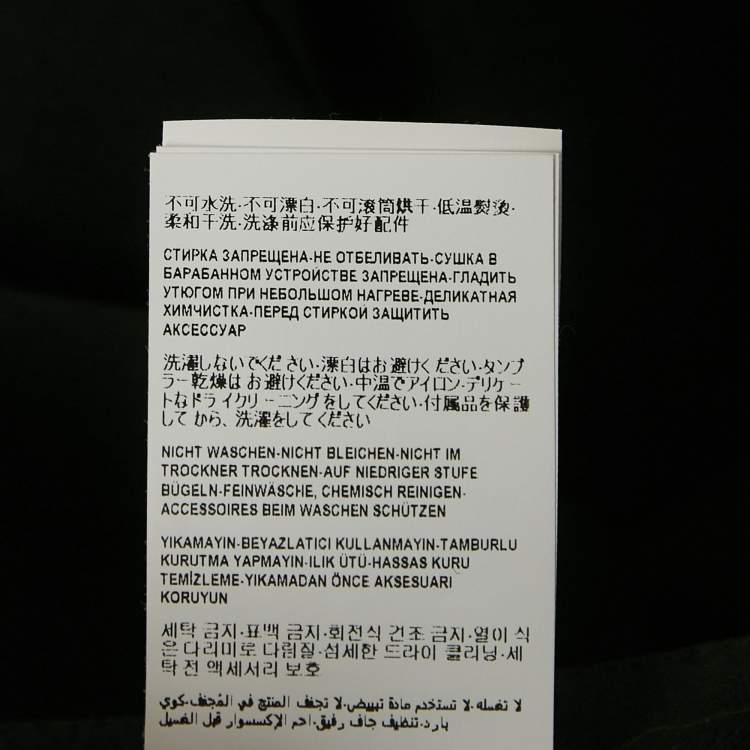 不可水洗-不可漂白-不可滚筒烘干-低温熨烫-
柔和干洗-洗涤前应保护好配件
СТИРКА ЗАПРЕЩЕНА-НЕ ОТБЕЛИВАТЬ-СУШКА В
БАРАБАННОМ УСТРОЙСТВЕ ЗАПРЕЩЕНА-ГЛАДИТЬ
УТЮГОМ ПРИ НЕБОЛЬШОМ НАГРЕВЕ-ДЕЛИКАТНАЯ
ХИМЧИСТКА-ПЕРЕД СТИРКОЙ ЗАЩИТИТЬ
АКСЕССУАР
洗濯しないでください-漂白はお避けください-タンブ
ラー乾燥はお避けください-中温でアイロン-デリケー
トなドライクリーニングをしてください-付属品を保護
してから、洗濯をしてください
NICHT WASCHEN-NICHT BLEICHEN-NICHT IM
TROCKNER TROCKNEN-AUF NIEDRIGER STUFE
BÜGELN-FEINWÄSCHE, CHEMISCH REINIGEN-
ACCESSOIRES BEIM WASCHEN SCHÜTZEN
YIKAMAYIN-BEYAZLATICI KULLANMAYIN-TAMBURLU
KURUTMA YAPMAYIN-ILIK ÜTÜ-HASSAS KURU
TEMİZLEME-YIKAMADAN ÖNCE AKSESUARI
KORUYUN
세탁 금지-표백 금지-회전식 건조 금지-열이 식
은 다리미로 다림질-섬세한 드라이 클리닝-세
탁 전 액세서리 보호
لا تغسله-لا تستخدم مادة تبييض-لا تجفف المنتج في المُجفف-كوي
بارد-تنظيف جاف رفيق-احم الإكسسوار قبل الغسيل